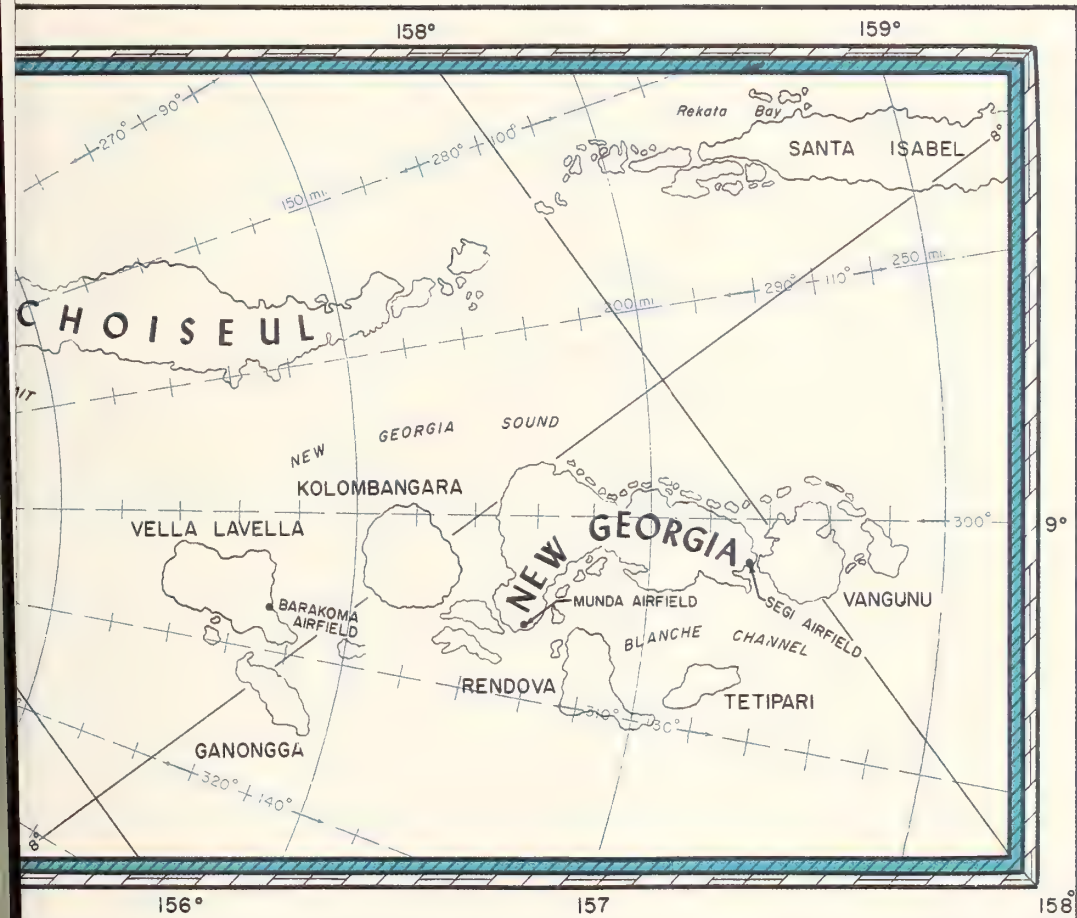 158°
159°
270° 90°
280° 100°
Rekata Bay
8°
SANTA ISABEL
150 mi.
250 mi.
290° 110°
200 mi.
CHOISEUL
NEW GEORGIA SOUND
KOLOMBANGARA
VELLA LAVELLA
NEW GEORGIA
300°
9°
BARAKOMA
AIRFIELD
MUNDA AIRFIELD
SEGI AIRFIELD
VANGUNU
BLANCHE CHANNEL
RENDOVA
TETIPARI
310° 130°
GANONGGA
320° 140°
8°
156°
157
158°